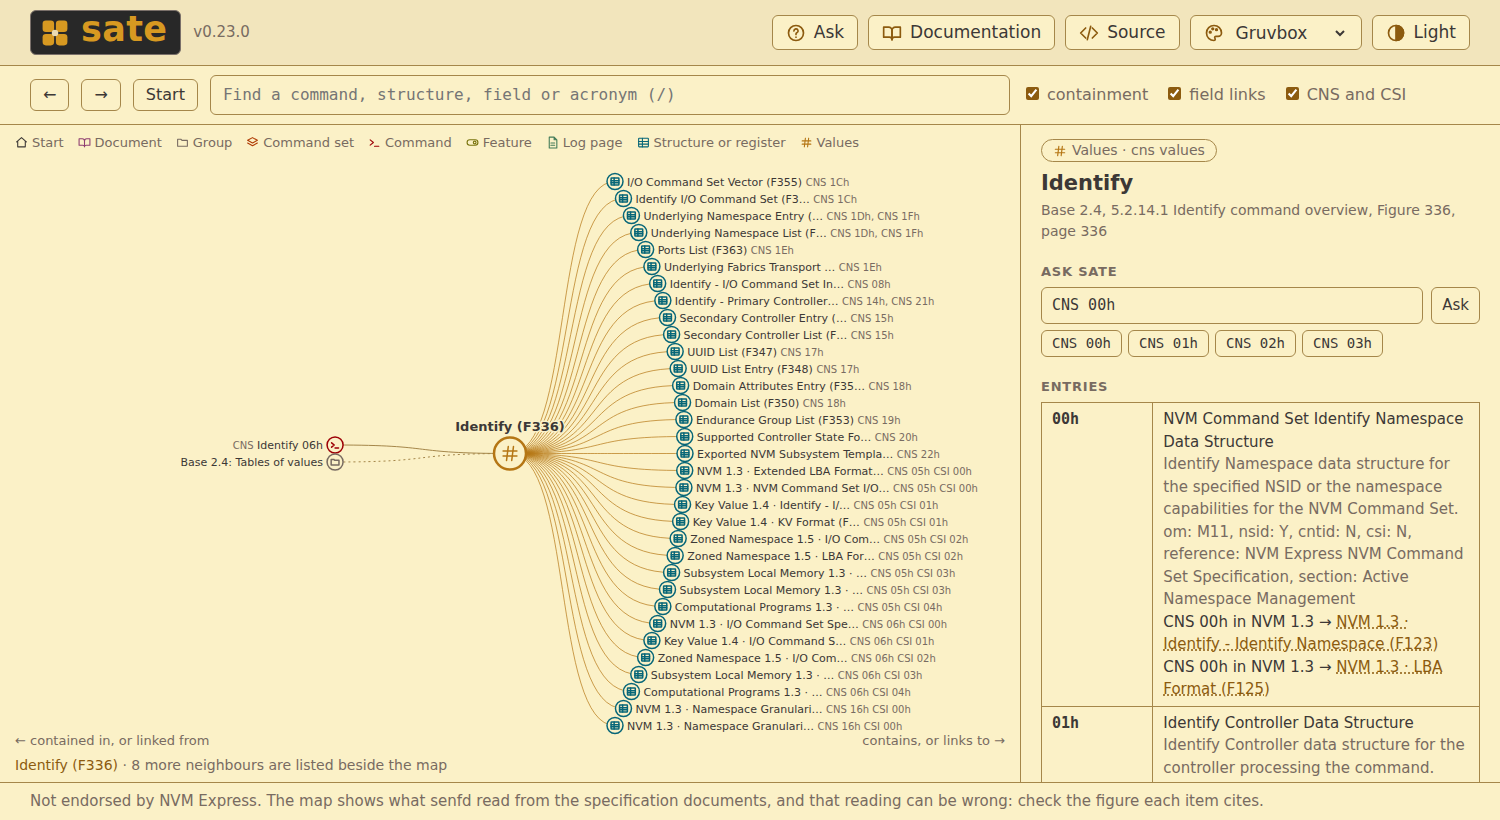 sate v0.23.0 Ask Documentation Source Gruvbox Light
← → Start Find a command, structure, field or acronym (/) containment field links CNS and CSI
Start Document Group Command set Command Feature Log page Structure or register Values
I/O Command Set Vector (F355) CNS 1Ch
Identify I/O Command Set (F3… CNS 1Ch
Underlying Namespace Entry (… CNS 1Dh, CNS 1Fh
Underlying Namespace List (F… CNS 1Dh, CNS 1Fh
Ports List (F363) CNS 1Eh
Underlying Fabrics Transport … CNS 1Eh
Identify - I/O Command Set In… CNS 08h
Identify - Primary Controller… CNS 14h, CNS 21h
Secondary Controller Entry (… CNS 15h
Secondary Controller List (F… CNS 15h
UUID List (F347) CNS 17h
UUID List Entry (F348) CNS 17h
Domain Attributes Entry (F35… CNS 18h
Domain List (F350) CNS 18h
Endurance Group List (F353) CNS 19h
Supported Controller State Fo… CNS 20h
Exported NVM Subsystem Templa… CNS 22h
NVM 1.3 · Extended LBA Format… CNS 05h CSI 00h
NVM 1.3 · NVM Command Set I/O… CNS 05h CSI 00h
Key Value 1.4 · Identify - I/… CNS 05h CSI 01h
Key Value 1.4 · KV Format (F… CNS 05h CSI 01h
Zoned Namespace 1.5 · I/O Com… CNS 05h CSI 02h
Zoned Namespace 1.5 · LBA For… CNS 05h CSI 02h
Subsystem Local Memory 1.3 · … CNS 05h CSI 03h
Subsystem Local Memory 1.3 · … CNS 05h CSI 03h
Computational Programs 1.3 · … CNS 05h CSI 04h
NVM 1.3 · I/O Command Set Spe… CNS 06h CSI 00h
Key Value 1.4 · I/O Command S… CNS 06h CSI 01h
Zoned Namespace 1.5 · I/O Com… CNS 06h CSI 02h
Subsystem Local Memory 1.3 · … CNS 06h CSI 03h
Computational Programs 1.3 · … CNS 06h CSI 04h
NVM 1.3 · Namespace Granulari… CNS 16h CSI 00h
NVM 1.3 · Namespace Granulari… CNS 16h CSI 00h
Identify (F336)
CNS Identify 06h
Base 2.4: Tables of values
← contained in, or linked from contains, or links to →
Identify (F336) · 8 more neighbours are listed beside the map
Values · cns values
Identify
Base 2.4, 5.2.14.1 Identify command overview, Figure 336,
page 336
ASK SATE
CNS 00h Ask
CNS 00h CNS 01h CNS 02h CNS 03h
ENTRIES
00h NVM Command Set Identify Namespace
Data Structure
Identify Namespace data structure for
the specified NSID or the namespace
capabilities for the NVM Command Set.
om: M11, nsid: Y, cntid: N, csi: N,
reference: NVM Express NVM Command
Set Specification, section: Active
Namespace Management
CNS 00h in NVM 1.3 → NVM 1.3 ·
Identify - Identify Namespace (F123)
CNS 00h in NVM 1.3 → NVM 1.3 · LBA
Format (F125)
01h Identify Controller Data Structure
Identify Controller data structure for the
controller processing the command.
Not endorsed by NVM Express. The map shows what senfd read from the specification documents, and that reading can be wrong: check the figure each item cites.